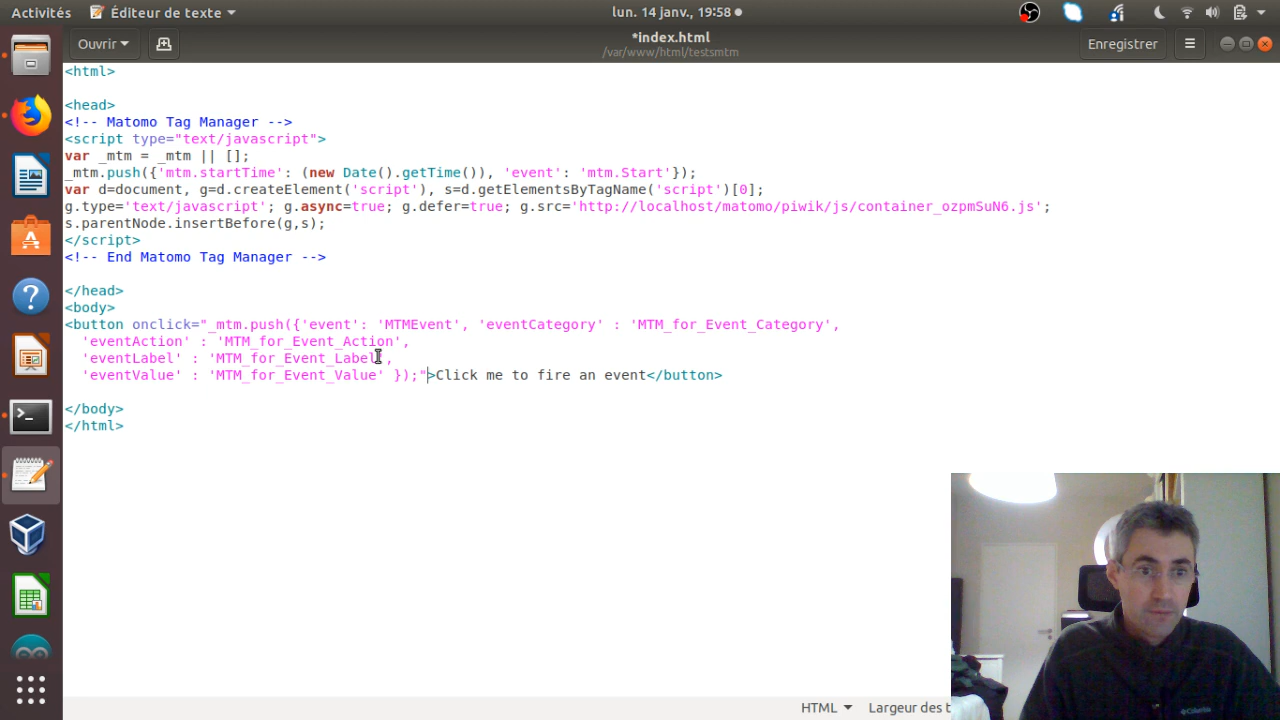 Activités
Éditeur de texte
lun. 14 janv., 19:58
Ouvrir
*index.html
/var/www/html/testsmtm
Enregistrer
<html>
<head>
<!-- Matomo Tag Manager -->
<script type="text/javascript">
var _mtm = _mtm || [];
_mtm.push({'mtm.startTime': (new Date().getTime()), 'event': 'mtm.Start'});
var d=document, g=d.createElement('script'), s=d.getElementsByTagName('script')[0];
g.type='text/javascript'; g.async=true; g.defer=true; g.src='http://localhost/matomo/piwik/js/container_ozpmSuN6.js';
s.parentNode.insertBefore(g,s);
</script>
<!-- End Matomo Tag Manager -->
</head>
<body>
<button onclick="_mtm.push({'event': 'MTMEvent', 'eventCategory' : 'MTM_for_Event_Category',
'eventAction' : 'MTM_for_Event_Action',
'eventLabel' : 'MTM_for_Event_Label',
'eventValue' : 'MTM_for_Event_Value' });">Click me to fire an event</button>
</body>
</html>
HTML
Largeur des t
Columbia